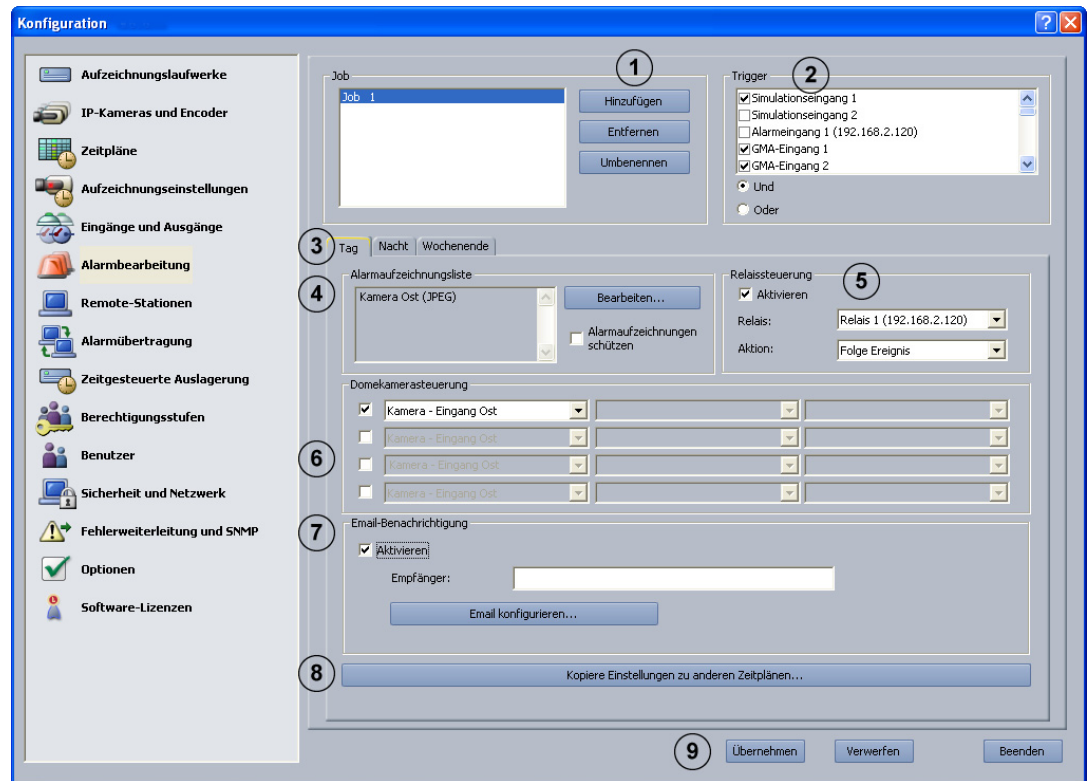 Konfiguration
Aufzeichnungslaufwerke
IP-Kameras und Encoder
Zeitpläne
Aufzeichnungseinstellungen
Eingänge und Ausgänge
Alarmbearbeitung
Remote-Stationen
Alarmübertragung
Zeitgesteuerte Auslagerung
Berechtigungsstufen
Benutzer
Sicherheit und Netzwerk
Fehlerweiterleitung und SNMP
Optionen
Software-Lizenzen
Job
1
Job 1
Hinzufügen
Entfernen
Umbenennen
Trigger
2
Simulationseingang 1
Simulationseingang 2
Alarmeingang 1 (192.168.2.120)
GMA-Eingang 1
GMA-Eingang 2
Und
Oder
3
Tag Nacht Wochenende
4
Alarmaufzeichnungsliste
Kamera Ost (JPEG)
Bearbeiten...
Alarmaufzeichnungen
schützen
Relaissteuerung
5
Aktivieren
Relais: Relais 1 (192.168.2.120)
Aktion: Folge Ereignis
Domekamerasteuerung
Kamera - Eingang Ost
Kamera - Eingang Ost
6
Kamera - Eingang Ost
Kamera - Eingang Ost
7
Email-Benachrichtigung
Aktivieren
Empfänger:
Email konfigurieren...
8
Kopiere Einstellungen zu anderen Zeitplänen...
9
Übernehmen Verwerfen Beenden